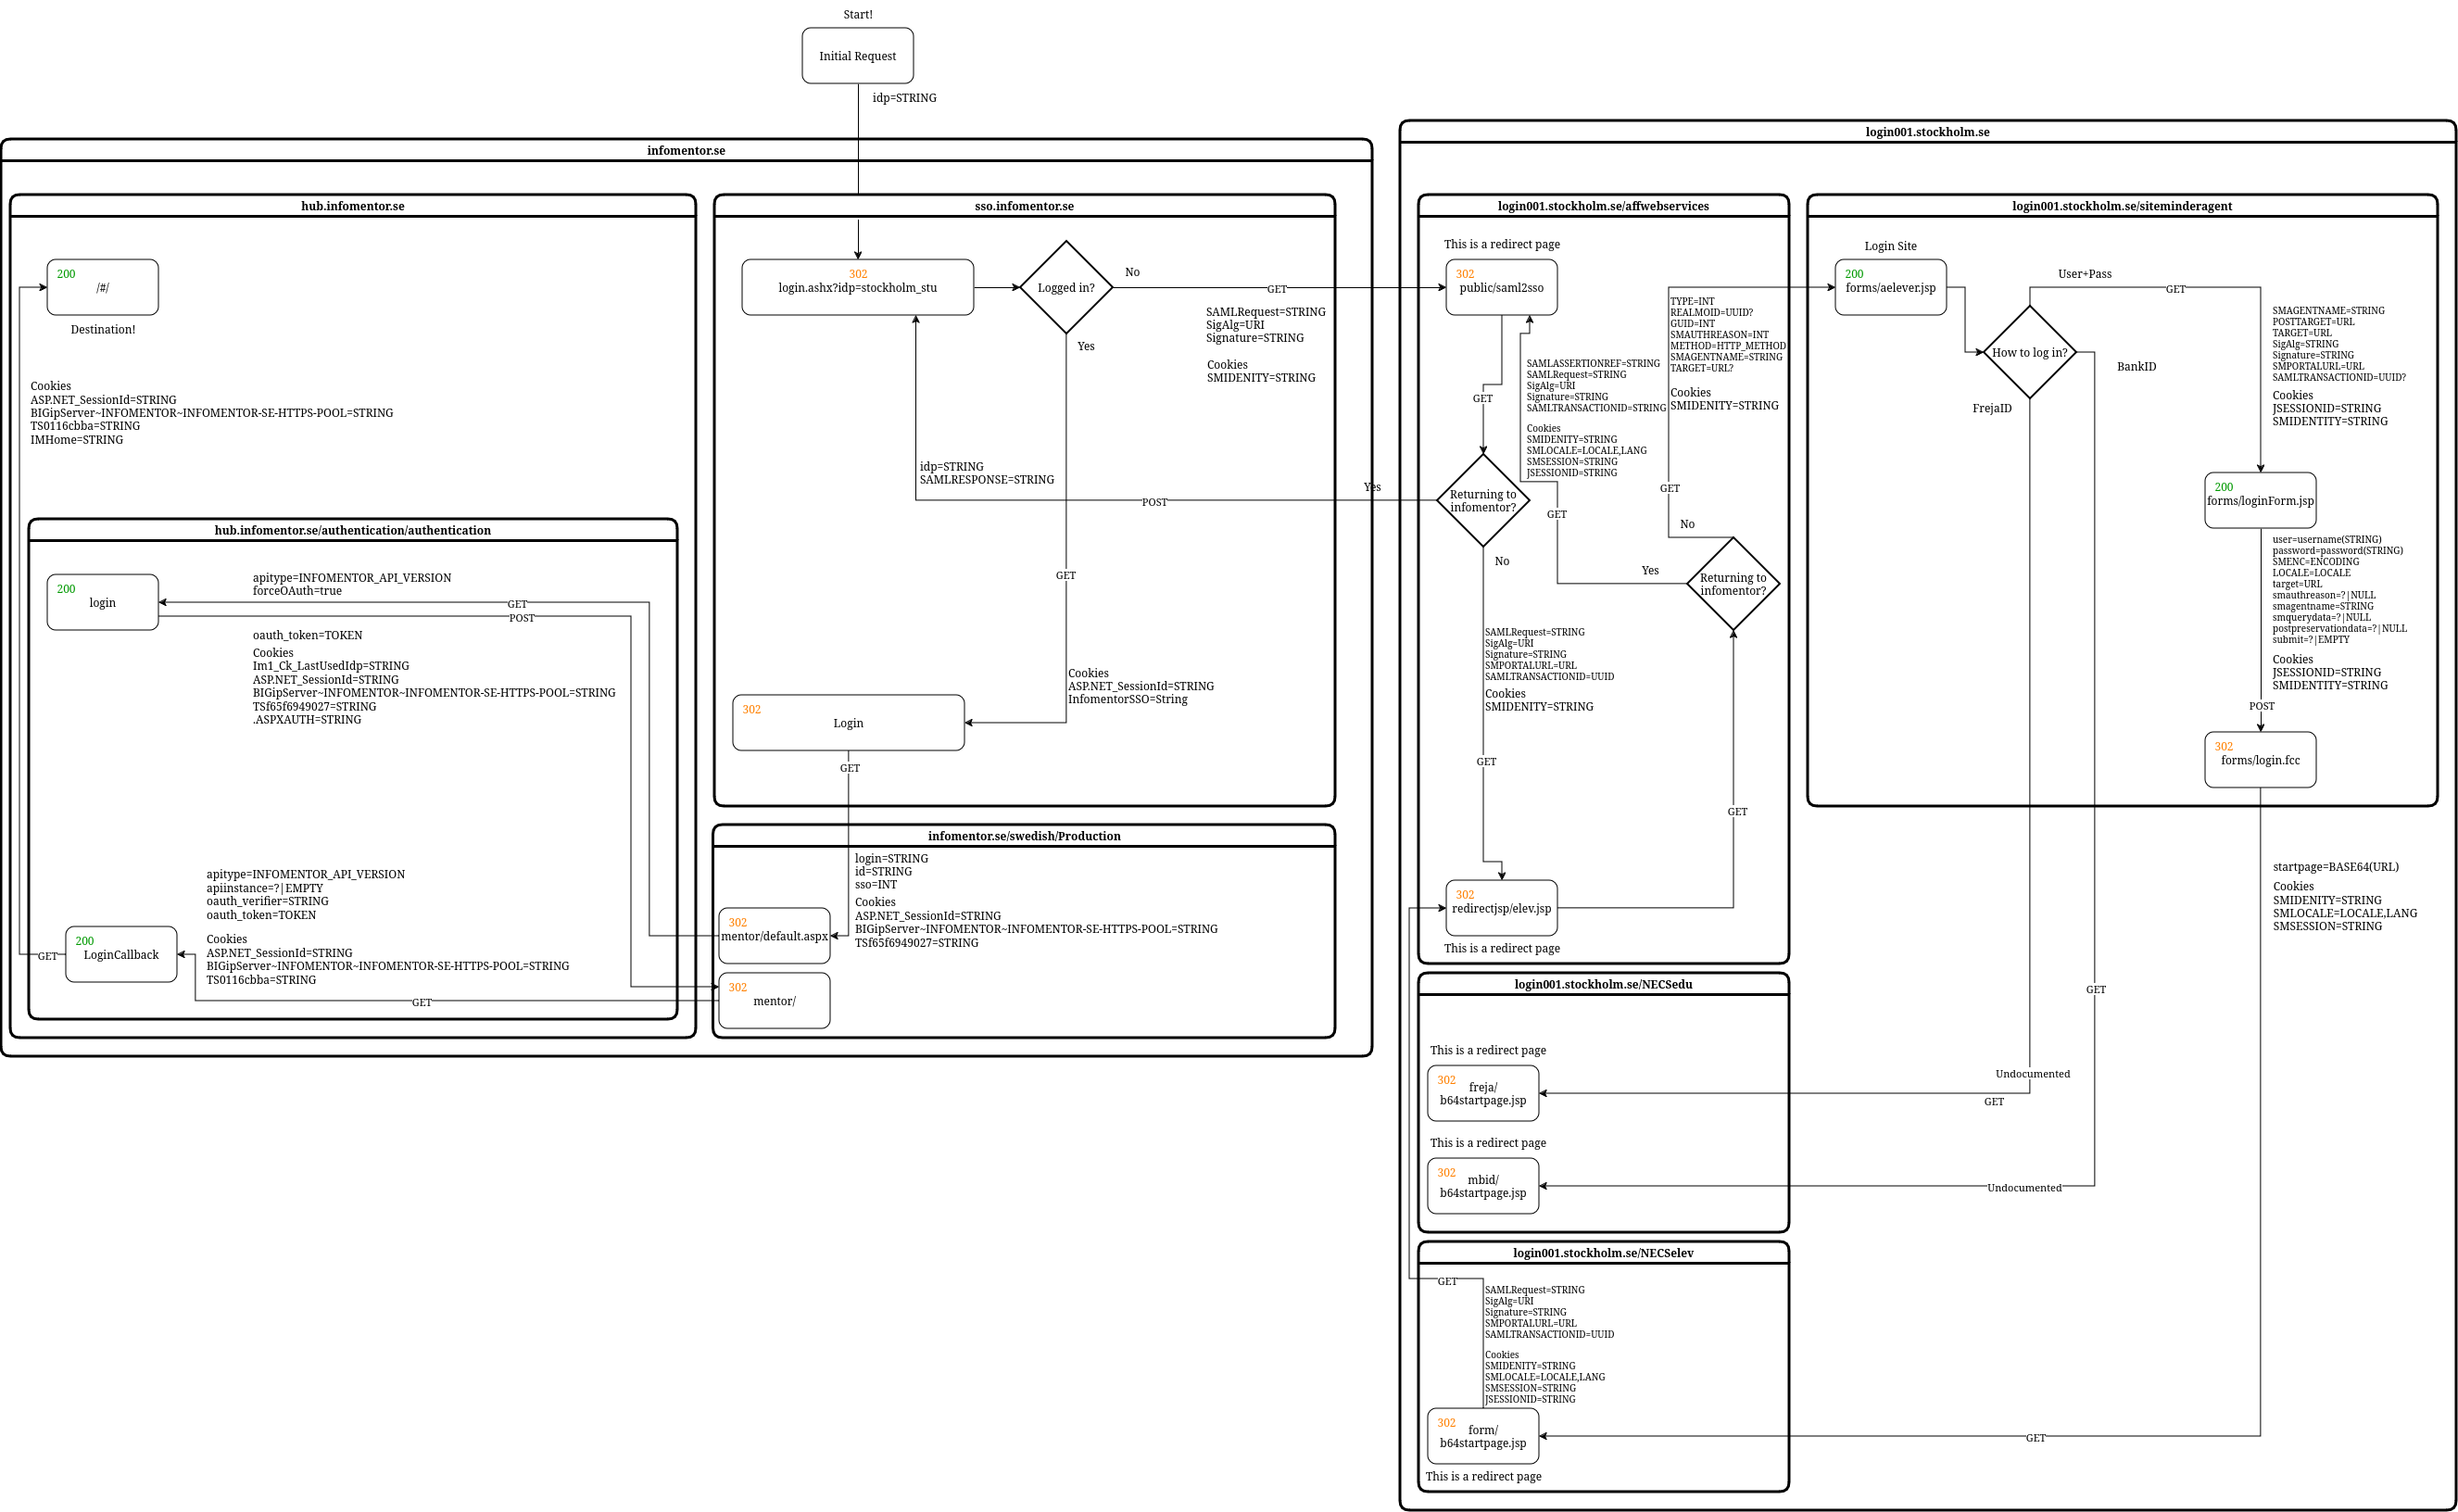 Start!
Initial Request
idp=STRING
infomentor.se
hub.infomentor.se
200
/#/
Destination!
Cookies
ASP.NET_SessionId=STRING
BIGipServer~INFOMENTOR~INFOMENTOR-SE-HTTPS-POOL=STRING
TS0116cbba=STRING
IMHome=STRING
hub.infomentor.se/authentication/authentication
200
login
apitype=INFOMENTOR_API_VERSION
forceOAuth=true
GET
POST
oauth_token=TOKEN
Cookies
Im1_Ck_LastUsedIdp=STRING
ASP.NET_SessionId=STRING
BIGipServer~INFOMENTOR~INFOMENTOR-SE-HTTPS-POOL=STRING
TSf65f6949027=STRING
.ASPXAUTH=STRING
apitype=INFOMENTOR_API_VERSION
apiinstance=?|EMPTY
oauth_verifier=STRING
oauth_token=TOKEN
Cookies
ASP.NET_SessionId=STRING
BIGipServer~INFOMENTOR~INFOMENTOR-SE-HTTPS-POOL=STRING
TS0116cbba=STRING
200
LoginCallback
GET
GET
sso.infomentor.se
302
login.ashx?idp=stockholm_stu
Logged in?
No
GET
Yes
SAMLRequest=STRING
SigAlg=URI
Signature=STRING
Cookies
SMIDENITY=STRING
idp=STRING
SAMLRESPONSE=STRING
POST
Yes
GET
Cookies
ASP.NET_SessionId=STRING
InfomentorSSO=String
302
Login
GET
infomentor.se/swedish/Production
login=STRING
id=STRING
sso=INT
Cookies
ASP.NET_SessionId=STRING
BIGipServer~INFOMENTOR~INFOMENTOR-SE-HTTPS-POOL=STRING
TSf65f6949027=STRING
302
mentor/default.aspx
302
mentor/
login001.stockholm.se
login001.stockholm.se/affwebservices
This is a redirect page
302
public/saml2sso
GET
SAMLASSERTIONREF=STRING
SAMLRequest=STRING
SigAlg=URI
Signature=STRING
SAMLTRANSACTIONID=STRING
Cookies
SMIDENITY=STRING
SMLOCALE=LOCALE,LANG
SMSESSION=STRING
JSESSIONID=STRING
TYPE=INT
REALMOID=UUID?
GUID=INT
SMAUTHREASON=INT
METHOD=HTTP_METHOD
SMAGENTNAME=STRING
TARGET=URL?
Cookies
SMIDENITY=STRING
GET
Returning to
infomentor?
GET
No
No
Yes
Returning to
infomentor?
SAMLRequest=STRING
SigAlg=URI
Signature=STRING
SMPORTALURL=URL
SAMLTRANSACTIONID=UUID
Cookies
SMIDENITY=STRING
GET
GET
302
redirectjsp/elev.jsp
This is a redirect page
login001.stockholm.se/siteminderagent
Login Site
200
forms/aelever.jsp
User+Pass
GET
How to log in?
BankID
FrejaID
SMAGENTNAME=STRING
POSTTARGET=URL
TARGET=URL
SigAlg=STRING
Signature=STRING
SMPORTALURL=URL
SAMLTRANSACTIONID=UUID?
Cookies
JSESSIONID=STRING
SMIDENTITY=STRING
200
forms/loginForm.jsp
user=username(STRING)
password=password(STRING)
SMENC=ENCODING
LOCALE=LOCALE
target=URL
smauthreason=?|NULL
smagentname=STRING
smquerydata=?|NULL
postpreservationdata=?|NULL
submit=?|EMPTY
Cookies
JSESSIONID=STRING
SMIDENTITY=STRING
POST
302
forms/login.fcc
startpage=BASE64(URL)
Cookies
SMIDENITY=STRING
SMLOCALE=LOCALE,LANG
SMSESSION=STRING
GET
login001.stockholm.se/NECSedu
This is a redirect page
302
freja/
b64startpage.jsp
Undocumented
GET
This is a redirect page
302
mbid/
b64startpage.jsp
Undocumented
login001.stockholm.se/NECSelev
GET
SAMLRequest=STRING
SigAlg=URI
Signature=STRING
SMPORTALURL=URL
SAMLTRANSACTIONID=UUID
Cookies
SMIDENITY=STRING
SMLOCALE=LOCALE,LANG
SMSESSION=STRING
JSESSIONID=STRING
302
form/
b64startpage.jsp
GET
This is a redirect page